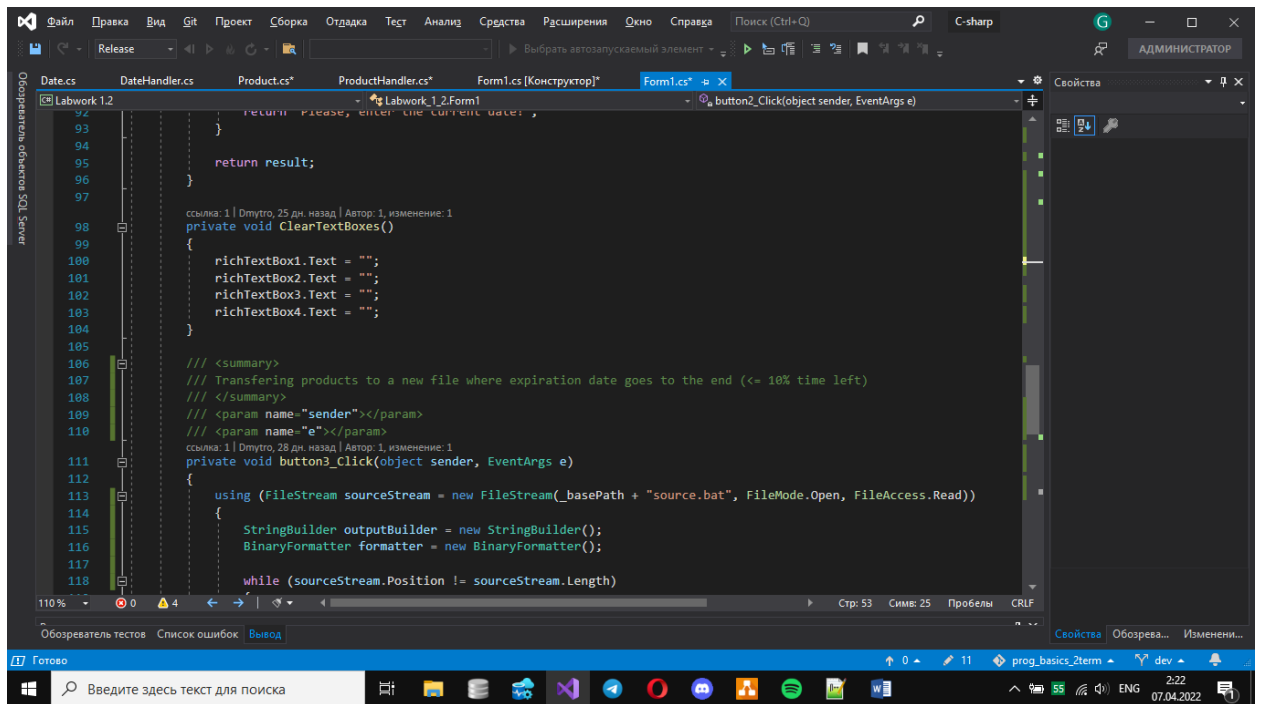 Файл Правка Вид Git Проект Сборка Отладка Тест Анализ Средства Расширения Окно Справка Поиск (Ctrl+Q) C-sharp G
Release Выбрать автозапускаемый элемент АДМИНИСТРАТОР
Обозреватель объектов SQL Server
Date.cs DateHandler.cs Product.cs* ProductHandler.cs* Form1.cs [Конструктор]* Form1.cs* Свойства
Labwork 1.2 Labwork_1_2.Form1 button2_Click(object sender, EventArgs e)
92 return "Please, enter the current date!";
93 }
94
95 return result;
96 }
97
ссылка: 1 | Dmytro, 25 дн. назад | Автор: 1, изменение: 1
98 private void ClearTextBoxes()
99 {
100 richTextBox1.Text = "";
101 richTextBox2.Text = "";
102 richTextBox3.Text = "";
103 richTextBox4.Text = "";
104 }
105
106 /// <summary>
107 /// Transfering products to a new file where expiration date goes to the end (<= 10% time left)
108 /// </summary>
109 /// <param name="sender"></param>
110 /// <param name="e"></param>
ссылка: 1 | Dmytro, 28 дн. назад | Автор: 1, изменение: 1
111 private void button3_Click(object sender, EventArgs e)
112 {
113 using (FileStream sourceStream = new FileStream(_basePath + "source.bat", FileMode.Open, FileAccess.Read))
114 {
115 StringBuilder outputBuilder = new StringBuilder();
116 BinaryFormatter formatter = new BinaryFormatter();
117
118 while (sourceStream.Position != sourceStream.Length)
110 % 0 4 Стр: 53 Симв: 25 Пробелы CRLF
Обозреватель тестов Список ошибок Вывод Свойства Обозрева... Изменени...
Готово 0 11 prog_basics_2term dev
Введите здесь текст для поиска 55 ENG 2:22
07.04.2022